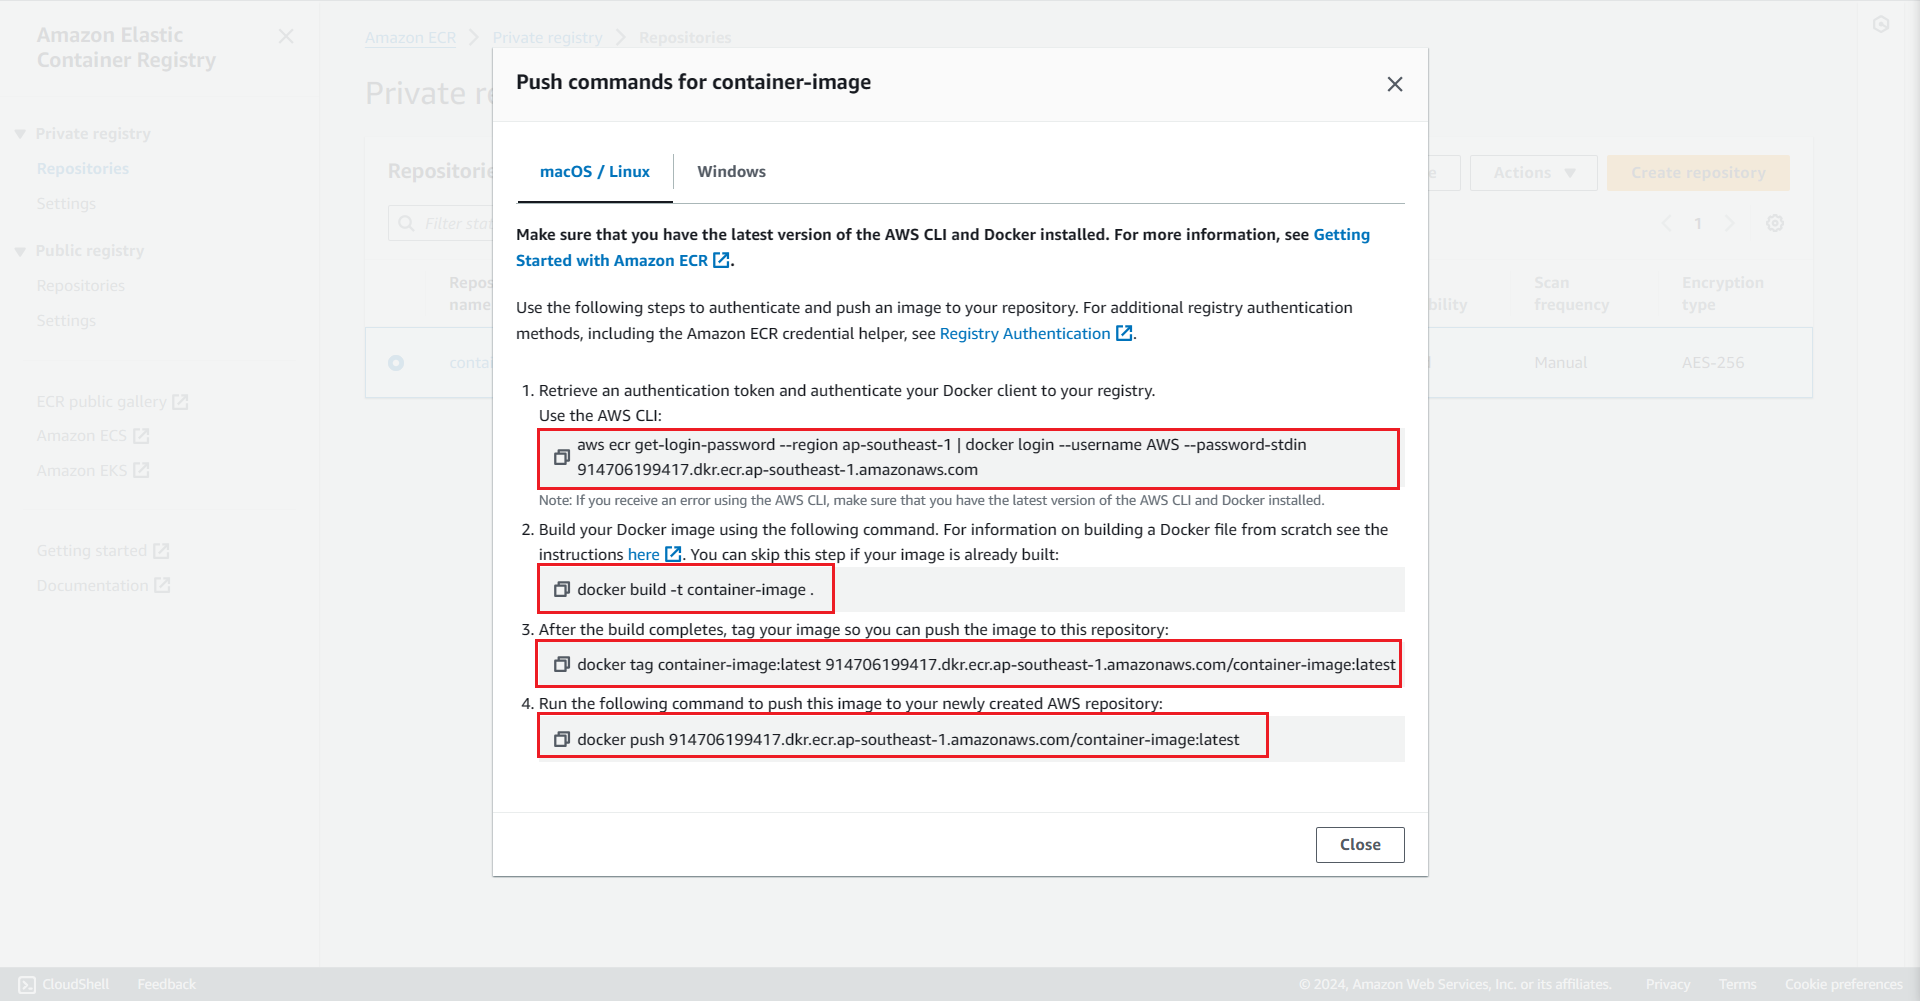 Amazon Elastic
Container Registry
Private registry
Repositories
Settings
Public registry
Repositories
Settings
ECR public gallery
Amazon ECS
Amazon EKS
Getting started
Documentation
Amazon ECR
Private registry
Repositories
Private
Actions
Create repository
Filter
1
name
Scan
frequency
Encryption
type
Manual
AES-256
Push commands for container-image
macOS / Linux
Windows
Make sure that you have the latest version of the AWS CLI and Docker installed. For more information, see Getting
Started with Amazon ECR.
Use the following steps to authenticate and push an image to your repository. For additional registry authentication
methods, including the Amazon ECR credential helper, see Registry Authentication.
1. Retrieve an authentication token and authenticate your Docker client to your registry.
Use the AWS CLI:
aws ecr get-login-password --region ap-southeast-1 | docker login --username AWS --password-stdin
914706199417.dkr.ecr.ap-southeast-1.amazonaws.com
Note: If you receive an error using the AWS CLI, make sure that you have the latest version of the AWS CLI and Docker installed.
2. Build your Docker image using the following command. For information on building a Docker file from scratch see the
instructions here. You can skip this step if your image is already built:
docker build -t container-image .
3. After the build completes, tag your image so you can push the image to this repository:
docker tag container-image:latest 914706199417.dkr.ecr.ap-southeast-1.amazonaws.com/container-image:latest
4. Run the following command to push this image to your newly created AWS repository:
docker push 914706199417.dkr.ecr.ap-southeast-1.amazonaws.com/container-image:latest
Close
CloudShell
Feedback
© 2024, Amazon Web Services, Inc. or its affiliates.
Privacy
Terms
Cookie preferences